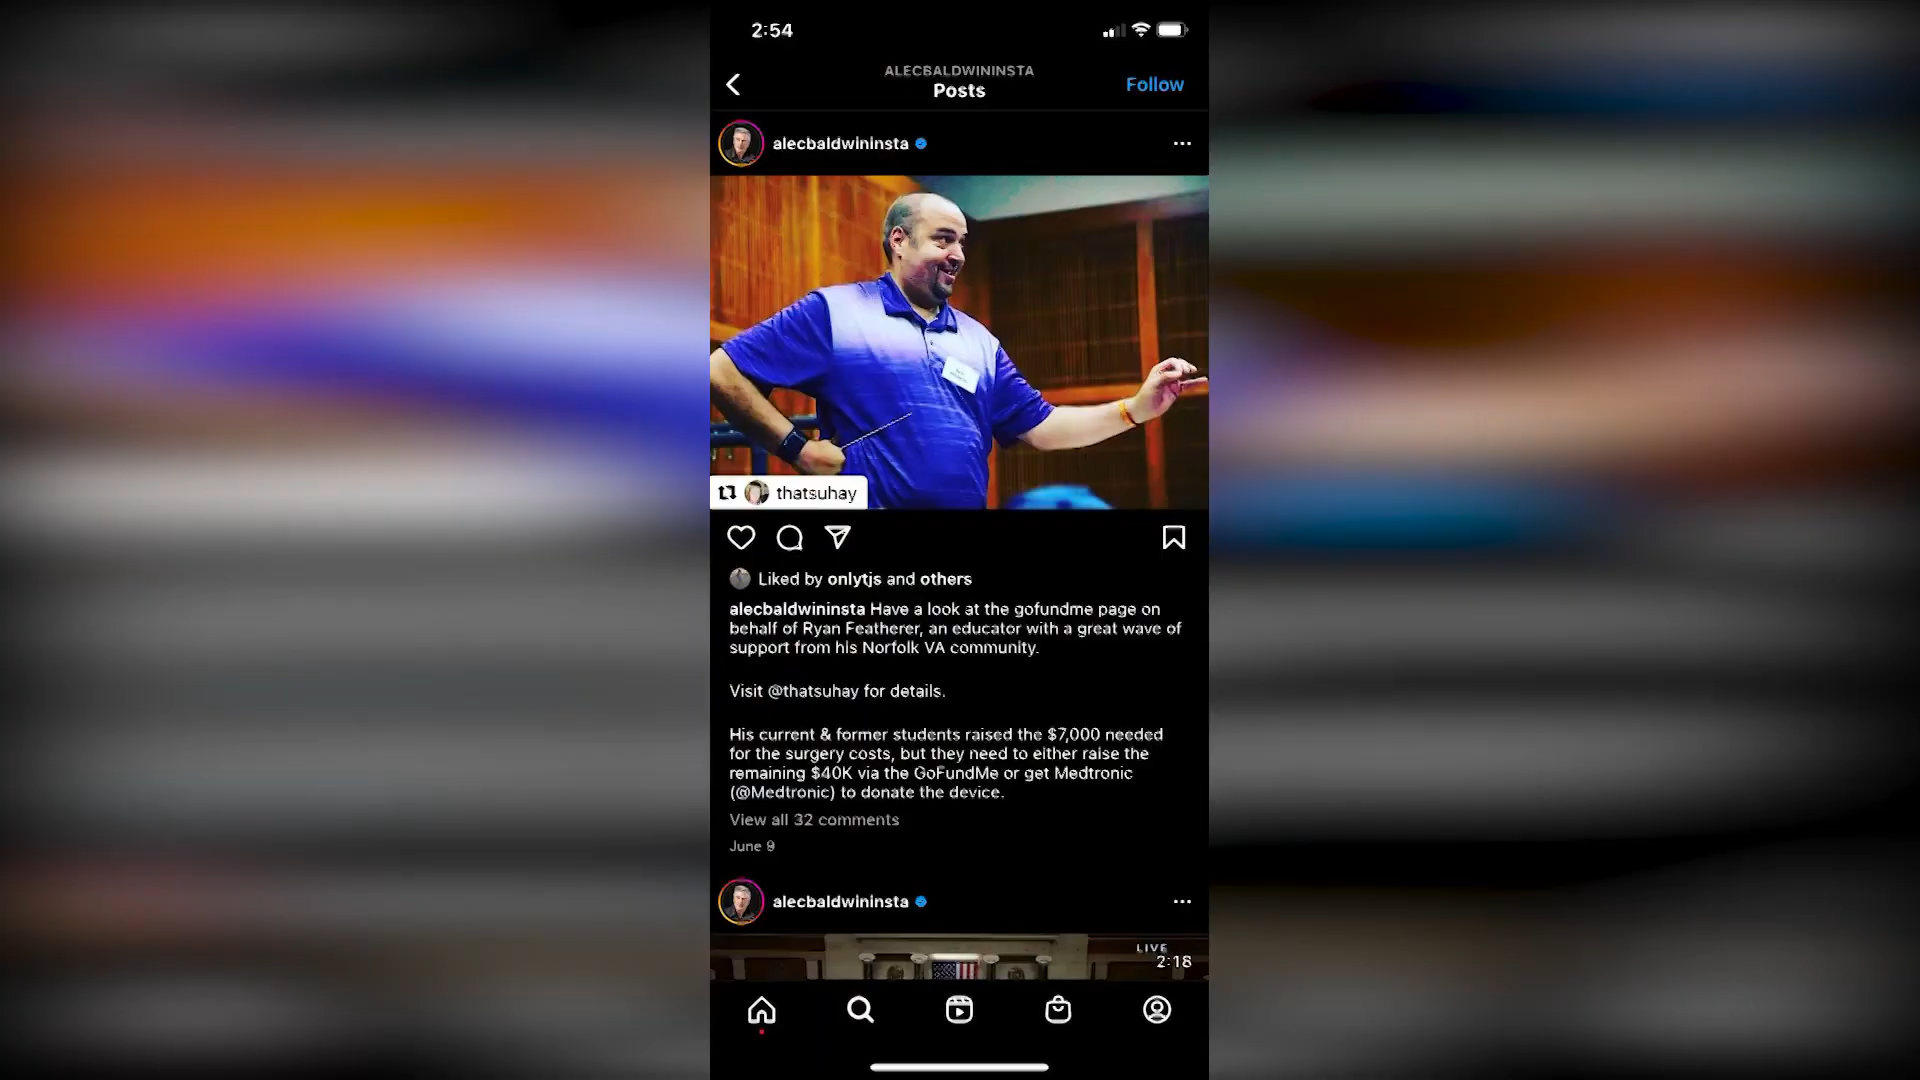 2:54
ALECBALDWININSTA
Posts
Follow
alecbaldwininsta
thatsuhay
Liked by onlytjs and others
alecbaldwininsta Have a look at the gofundme page on
behalf of Ryan Featherer, an educator with a great wave of
support from his Norfolk VA community.
Visit @thatsuhay for details.
His current & former students raised the $7,000 needed
for the surgery costs, but they need to either raise the
remaining $40K via the GoFundMe or get Medtronic
(@Medtronic) to donate the device.
View all 32 comments
June 9
alecbaldwininsta
LIVE
2:18